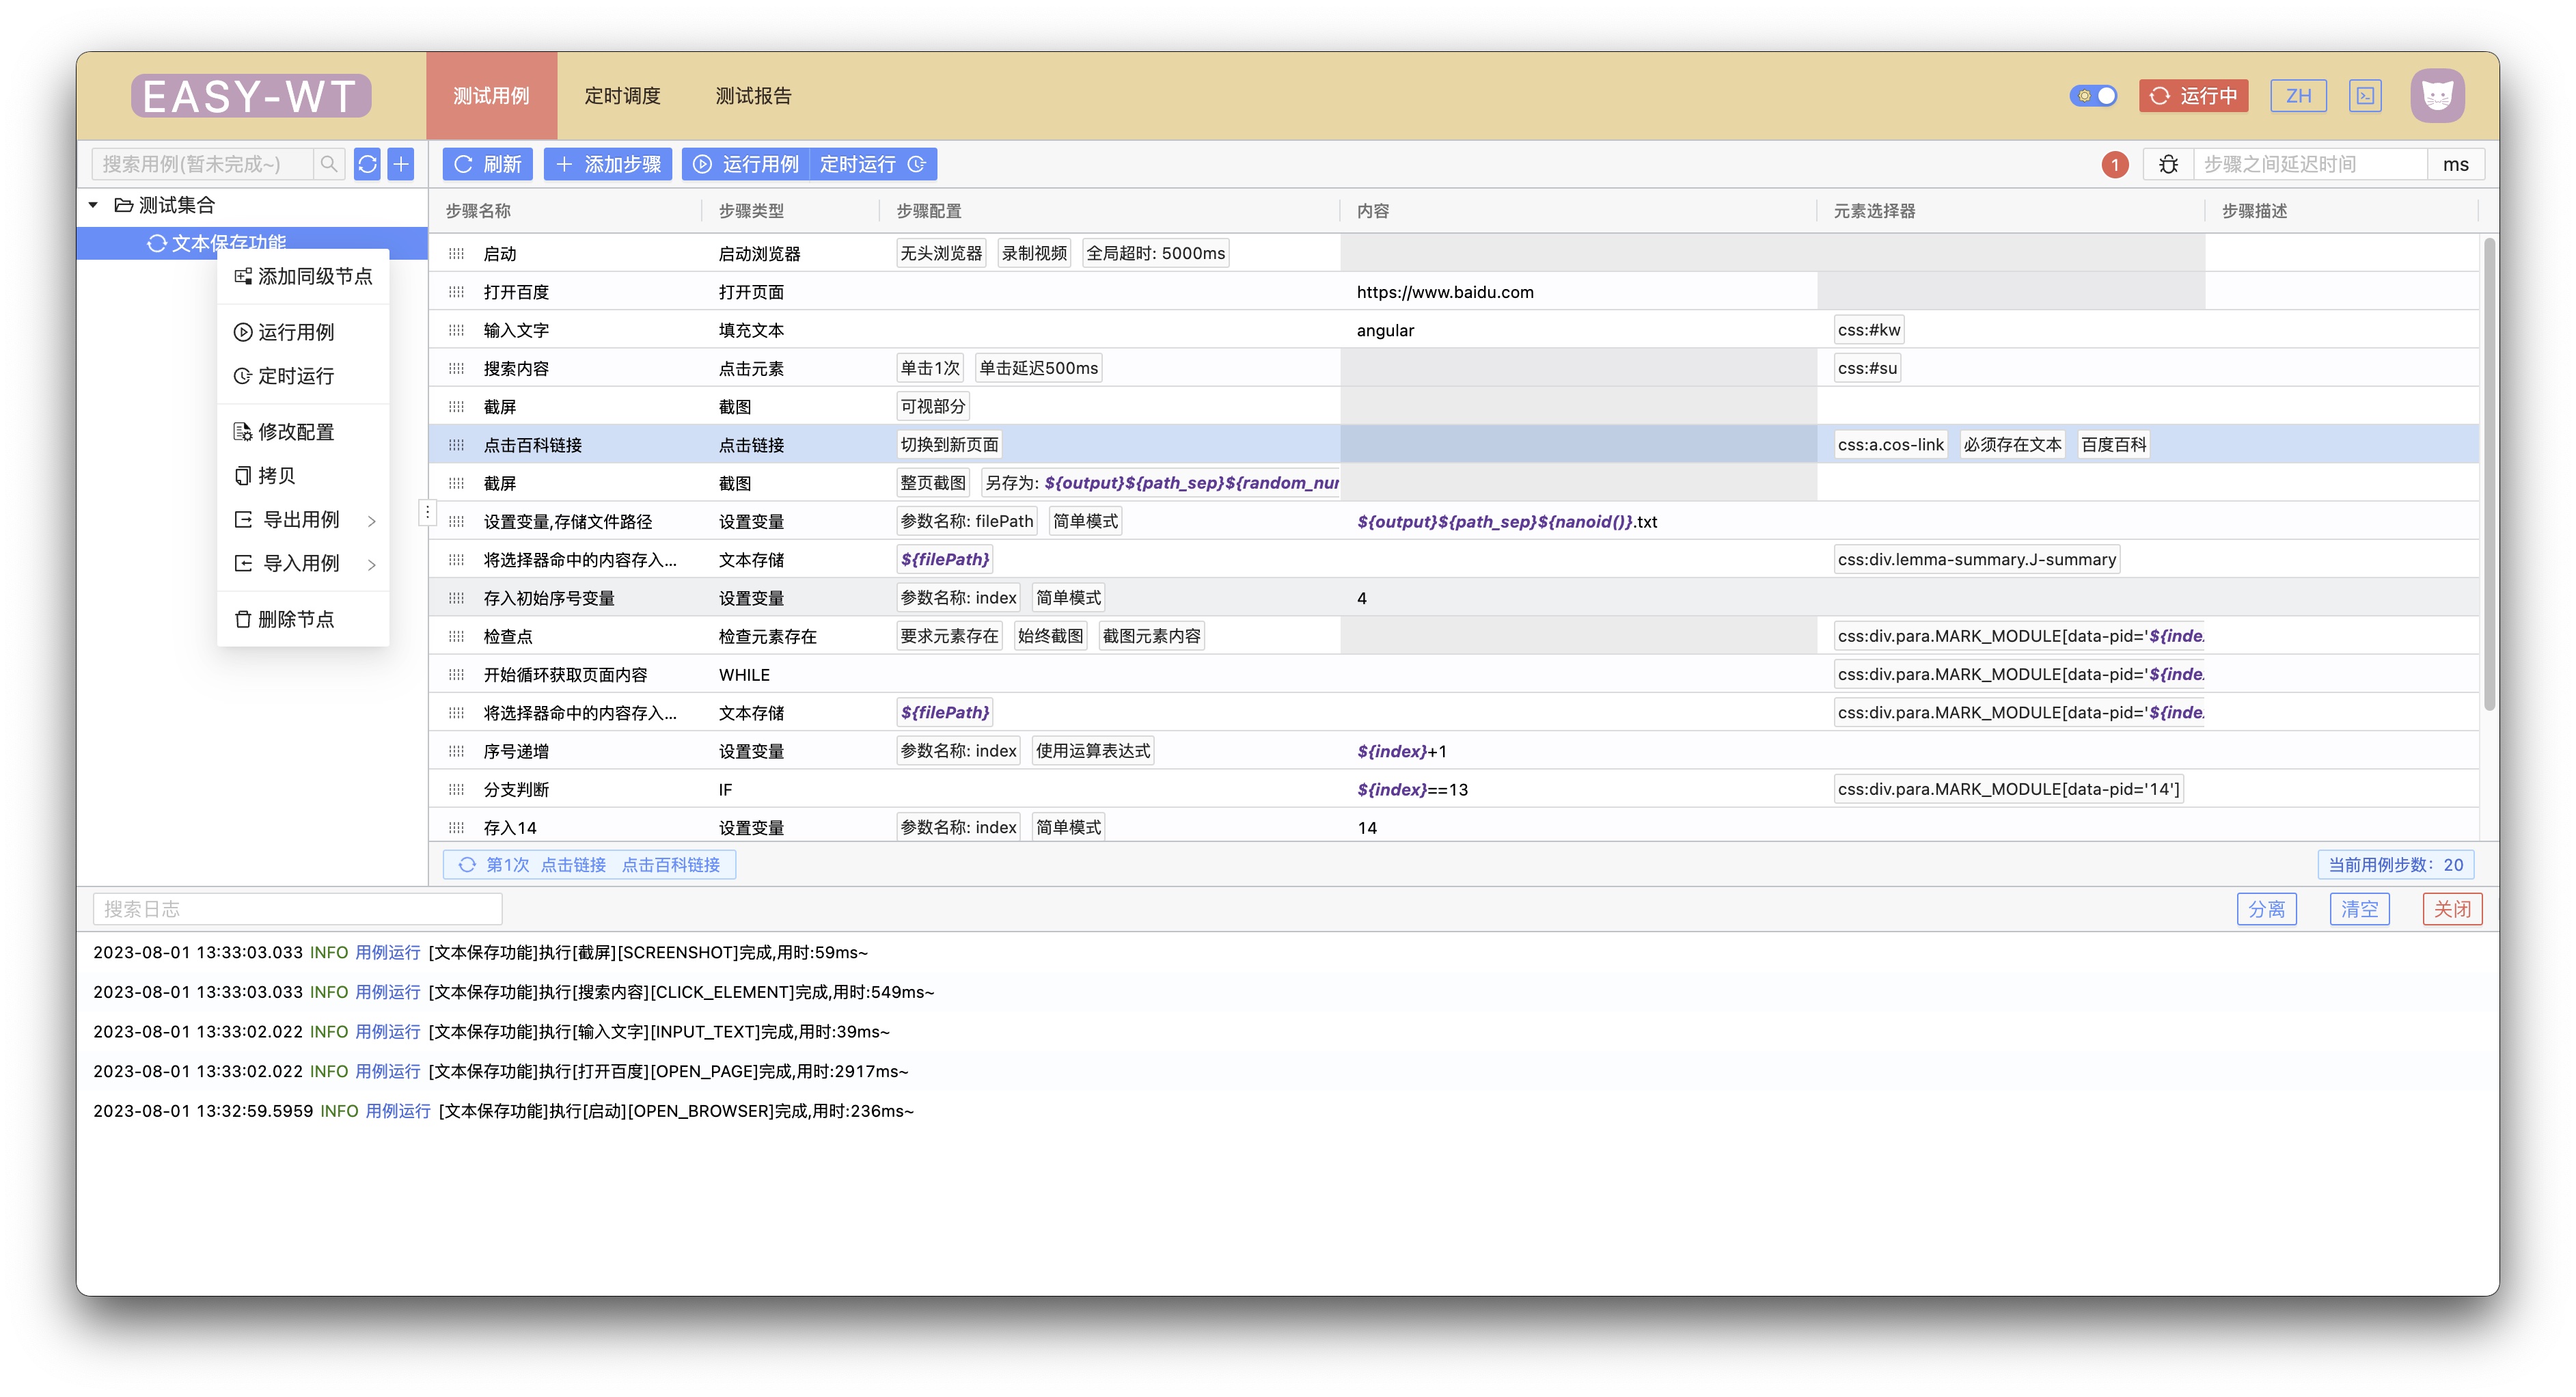 EASY-WT 测试用例 定时调度 测试报告 运行中 ZH
搜索用例(暂未完成~) 刷新 添加步骤 运行用例 定时运行 1 步骤之间延迟时间 ms
测试集合
文本保存功能
添加同级节点
运行用例
定时运行
修改配置
拷贝
导出用例
导入用例
删除节点
步骤名称 步骤类型 步骤配置 内容 元素选择器 步骤描述
启动 启动浏览器 无头浏览器 录制视频 全局超时: 5000ms
打开百度 打开页面 https://www.baidu.com
输入文字 填充文本 angular css:#kw
搜索内容 点击元素 单击1次 单击延迟500ms css:#su
截屏 截图 可视部分
点击百科链接 点击链接 切换到新页面 css:a.cos-link 必须存在文本 百度百科
截屏 截图 整页截图 另存为: ${output}${path_sep}${random_nur
设置变量,存储文件路径 设置变量 参数名称: filePath 简单模式 ${output}${path_sep}${nanoid()}.txt
将选择器命中的内容存入... 文本存储 ${filePath} css:div.lemma-summary.J-summary
存入初始序号变量 设置变量 参数名称: index 简单模式 4
检查点 检查元素存在 要求元素存在 始终截图 截图元素内容 css:div.para.MARK_MODULE[data-pid='${inde
开始循环获取页面内容 WHILE css:div.para.MARK_MODULE[data-pid='${inde
将选择器命中的内容存入... 文本存储 ${filePath} css:div.para.MARK_MODULE[data-pid='${inde
序号递增 设置变量 参数名称: index 使用运算表达式 ${index}+1
分支判断 IF ${index}==13 css:div.para.MARK_MODULE[data-pid='14']
存入14 设置变量 参数名称: index 简单模式 14
第1次 点击链接 点击百科链接 当前用例步数: 20
搜索日志 分离 清空 关闭
2023-08-01 13:33:03.033 INFO 用例运行 [文本保存功能]执行[截屏][SCREENSHOT]完成,用时:59ms~
2023-08-01 13:33:03.033 INFO 用例运行 [文本保存功能]执行[搜索内容][CLICK_ELEMENT]完成,用时:549ms~
2023-08-01 13:33:02.022 INFO 用例运行 [文本保存功能]执行[输入文字][INPUT_TEXT]完成,用时:39ms~
2023-08-01 13:33:02.022 INFO 用例运行 [文本保存功能]执行[打开百度][OPEN_PAGE]完成,用时:2917ms~
2023-08-01 13:32:59.5959 INFO 用例运行 [文本保存功能]执行[启动][OPEN_BROWSER]完成,用时:236ms~